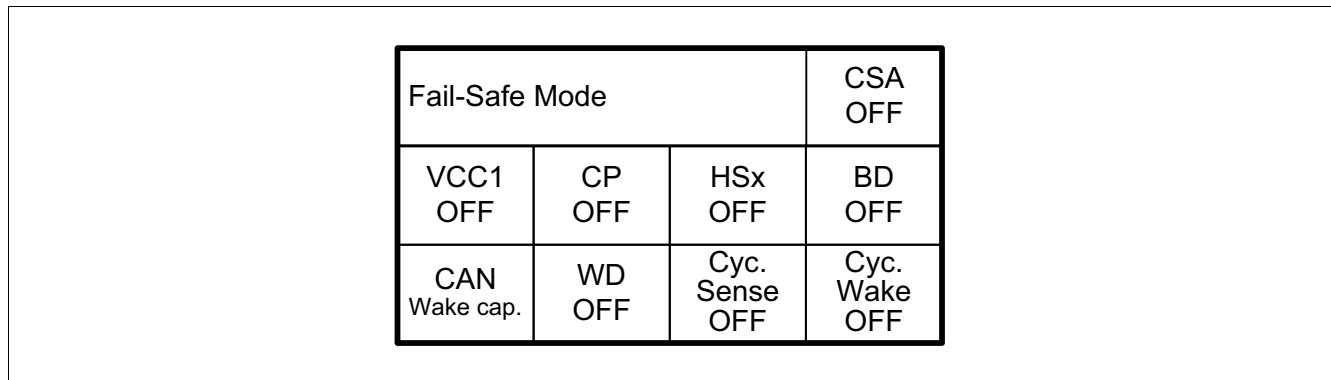 Fail-Safe Mode
CSA
OFF
VCC1
OFF
CP
OFF
HSx
OFF
BD
OFF
CAN
Wake cap.
WD
OFF
Cyc.
Sense
OFF
Cyc.
Wake
OFF